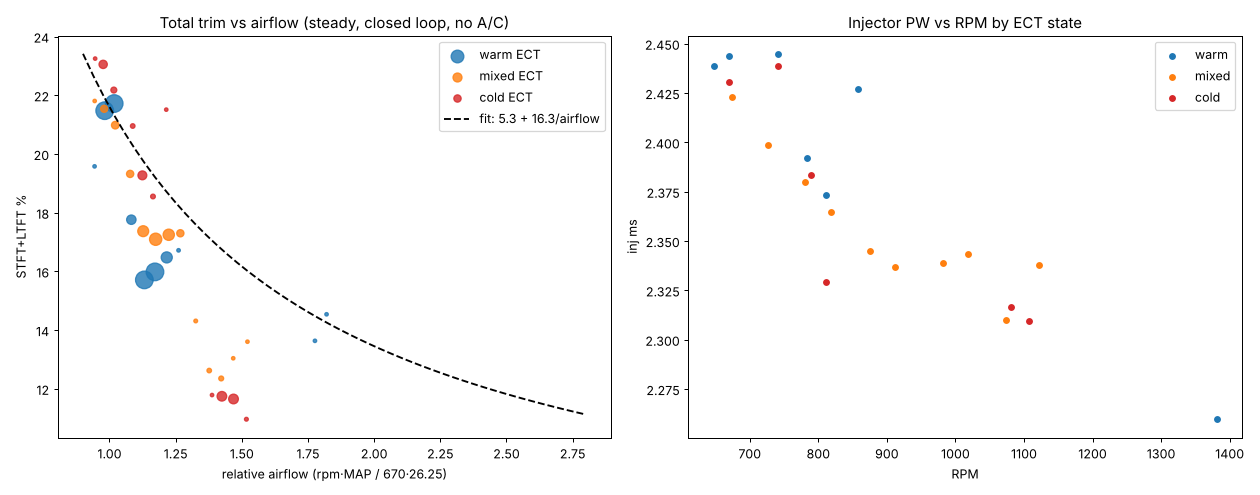 Total trim vs airflow (steady, closed loop, no A/C)
STFT+LTFT %
24
22
20
18
16
14
12
warm ECT
mixed ECT
cold ECT
fit: 5.3 + 16.3/airflow
1.00 1.25 1.50 1.75 2.00 2.25 2.50 2.75
relative airflow (rpm·MAP / 670·26.25)
Injector PW vs RPM by ECT state
inj ms
2.450
2.425
2.400
2.375
2.350
2.325
2.300
2.275
warm
mixed
cold
700 800 900 1000 1100 1200 1300 1400
RPM